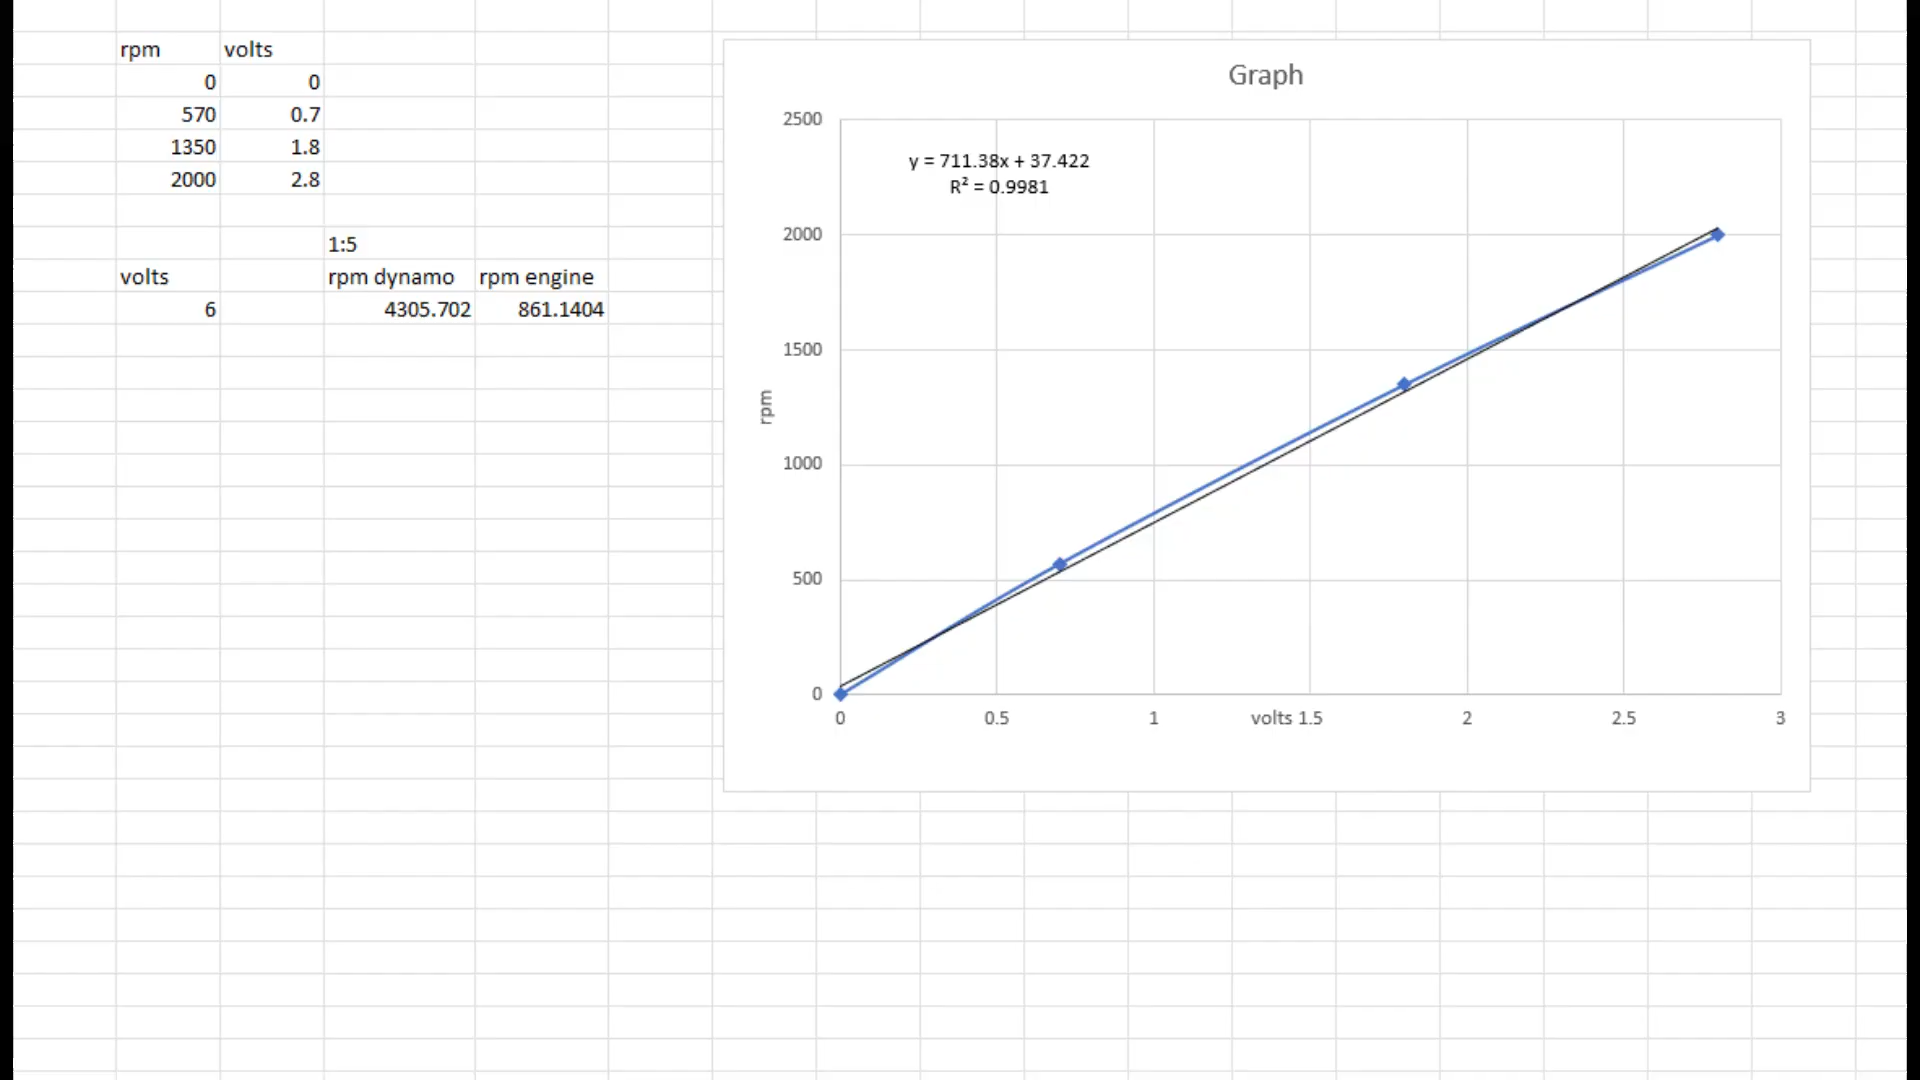 rpm volts
0 0
570 0.7
1350 1.8
2000 2.8
1:5
volts rpm dynamo rpm engine
6 4305.702 861.1404
Graph
2500
2000
1500
1000
500
0
rpm
y = 711.38x + 37.422
R² = 0.9981
0 0.5 1 volts 1.5 2 2.5 3